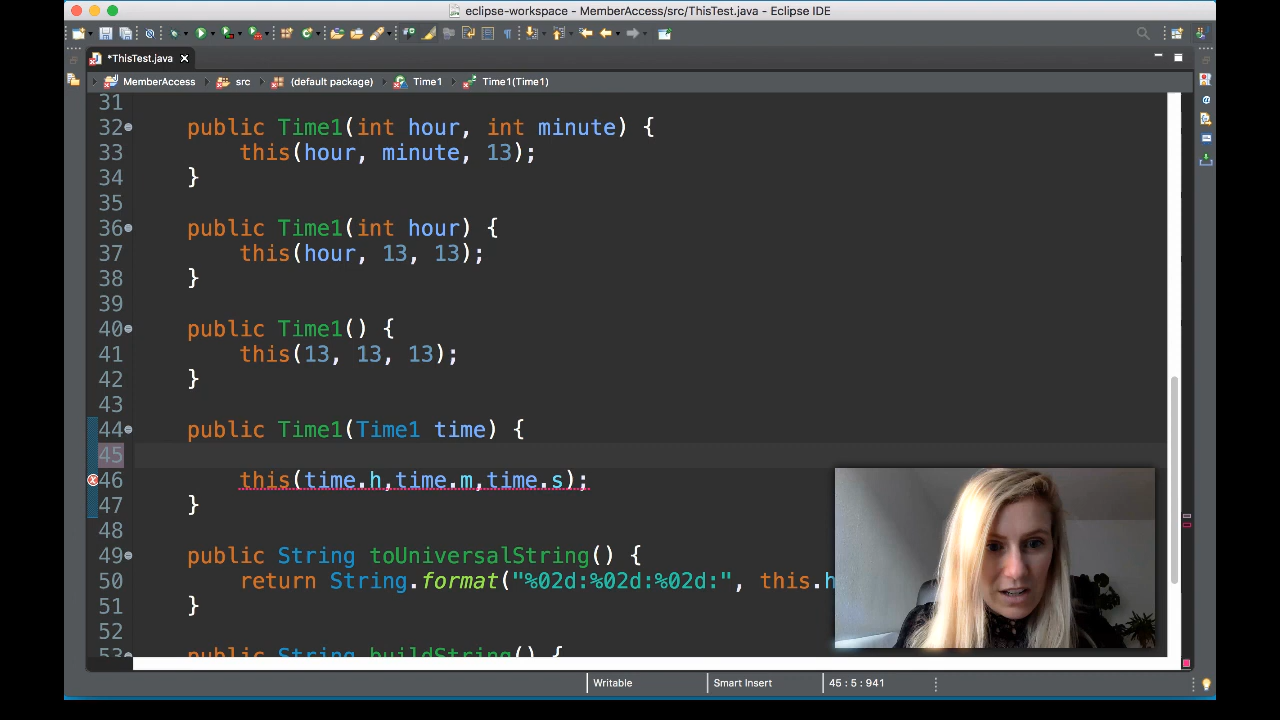 eclipse-workspace - MemberAccess/src/ThisTest.java - Eclipse IDE
*ThisTest.java
MemberAccess src (default package) Time1 Time1(Time1)
31
32 public Time1(int hour, int minute) {
33 this(hour, minute, 13);
34 }
35
36 public Time1(int hour) {
37 this(hour, 13, 13);
38 }
39
40 public Time1() {
41 this(13, 13, 13);
42 }
43
44 public Time1(Time1 time) {
45
46 this(time.h,time.m,time.s);
47 }
48
49 public String toUniversalString() {
50 return String.format("%02d:%02d:%02d:", this.h
51 }
52
53 public String buildString() {
Writable Smart Insert 45 : 5 : 941